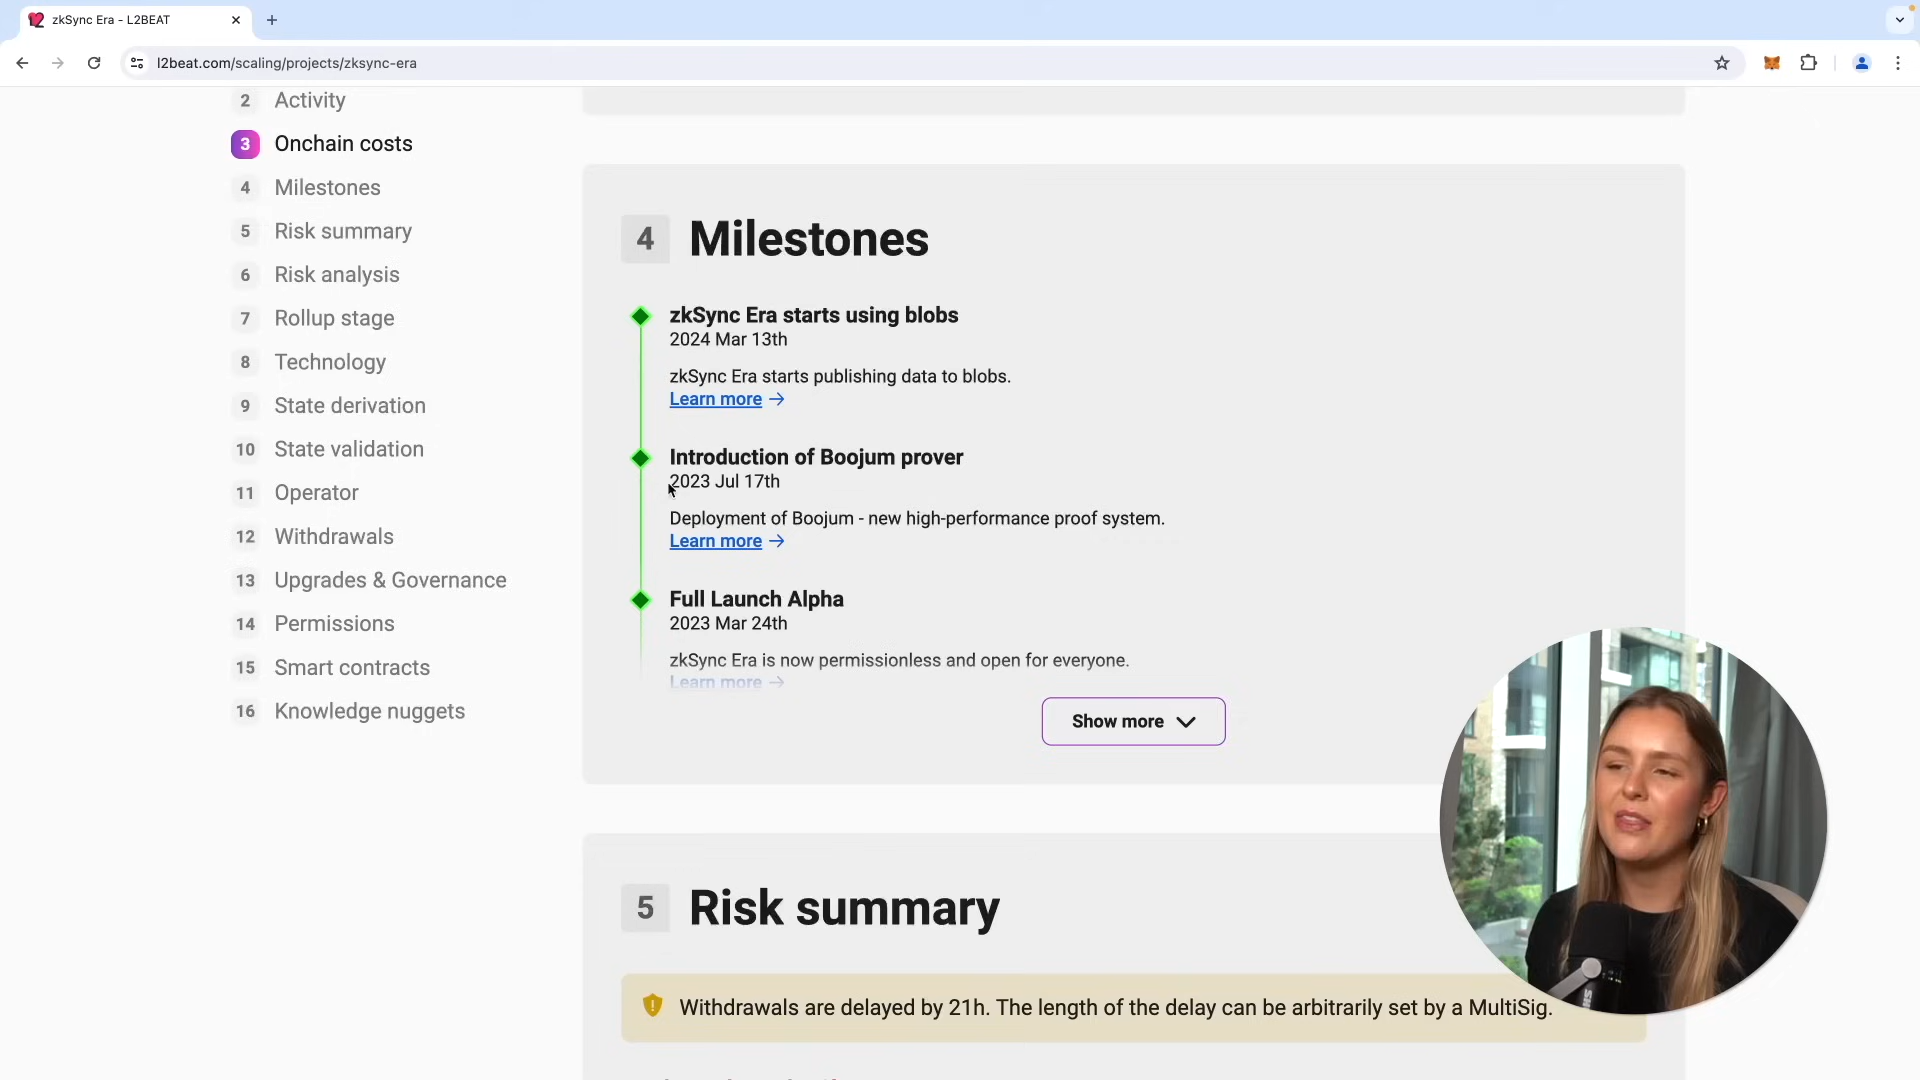 zkSync Era - L2BEAT
l2beat.com/scaling/projects/zksync-era
2 Activity
3 Onchain costs
4 Milestones
5 Risk summary
6 Risk analysis
7 Rollup stage
8 Technology
9 State derivation
10 State validation
11 Operator
12 Withdrawals
13 Upgrades & Governance
14 Permissions
15 Smart contracts
16 Knowledge nuggets
4 Milestones
zkSync Era starts using blobs
2024 Mar 13th
zkSync Era starts publishing data to blobs.
Learn more →
Introduction of Boojum prover
2023 Jul 17th
Deployment of Boojum - new high-performance proof system.
Learn more →
Full Launch Alpha
2023 Mar 24th
zkSync Era is now permissionless and open for everyone.
Learn more →
Show more
5 Risk summary
Withdrawals are delayed by 21h. The length of the delay can be arbitrarily set by a MultiSig.